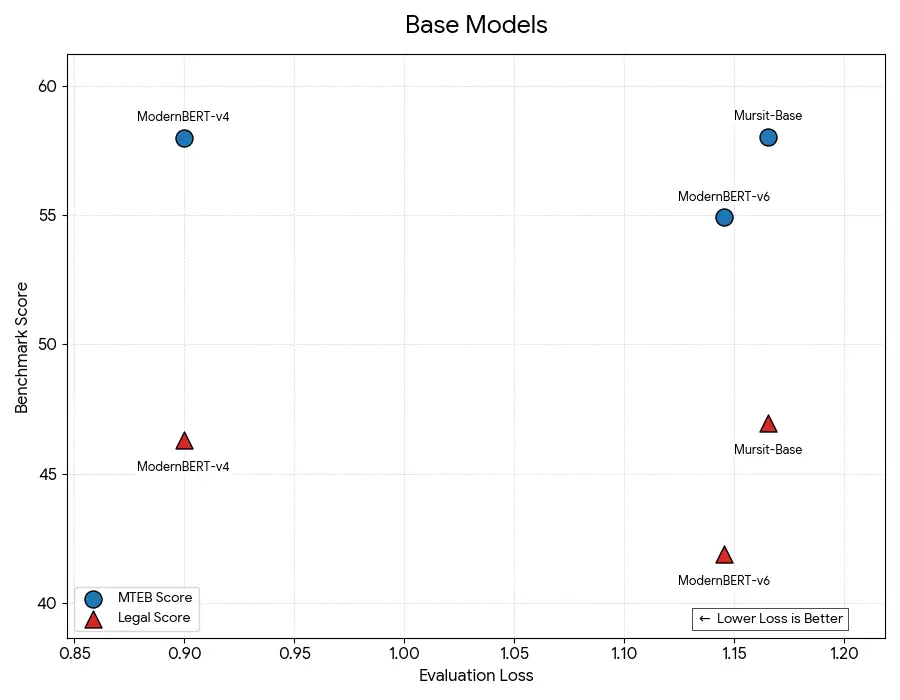 Base Models
60
55
50
45
40
Benchmark Score
ModernBERT-v4
Mursit-Base
ModernBERT-v6
ModernBERT-v4
Mursit-Base
ModernBERT-v6
MTEB Score
Legal Score
← Lower Loss is Better
0.85 0.90 0.95 1.00 1.05 1.10 1.15 1.20
Evaluation Loss